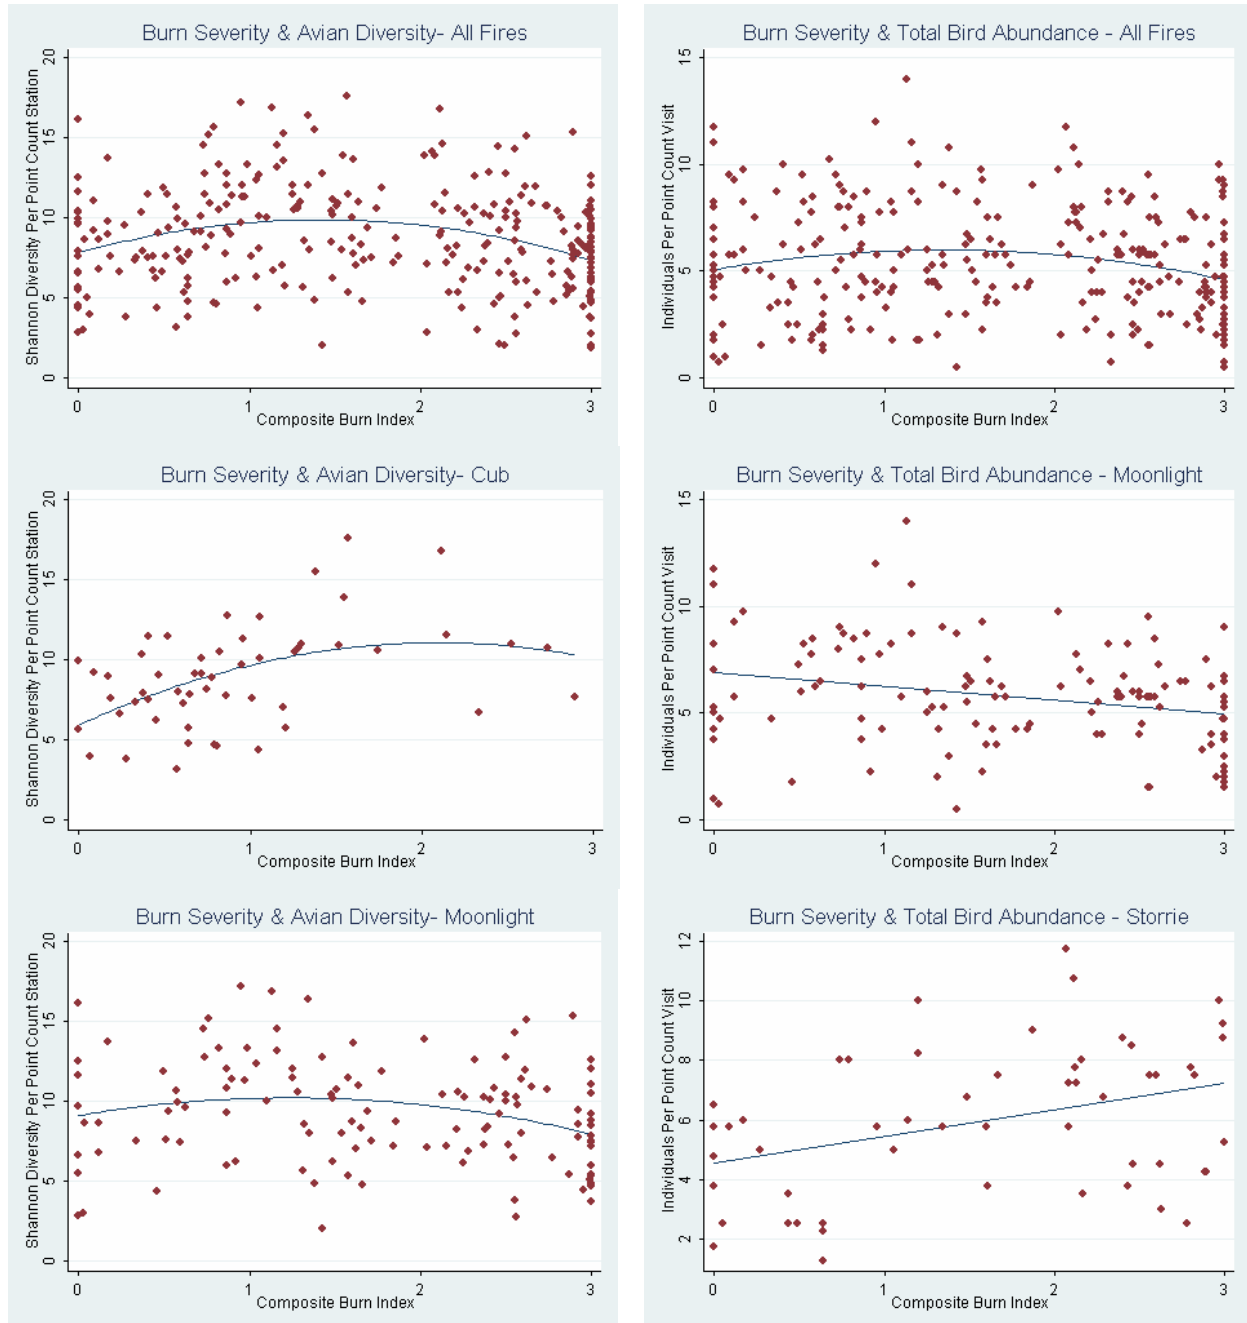 Burn Severity & Avian Diversity- All Fires
Shannon Diversity Per Point Count Station
20
15
10
5
0
0 1 2 3
Composite Burn Index
Burn Severity & Total Bird Abundance - All Fires
Individuals Per Point Count Visit
15
10
5
0
0 1 2 3
Composite Burn Index
Burn Severity & Avian Diversity- Cub
Shannon Diversity Per Point Count Station
20
15
10
5
0
0 1 2 3
Composite Burn Index
Burn Severity & Total Bird Abundance - Moonlight
Individuals Per Point Count Visit
15
10
5
0
0 1 2 3
Composite Burn Index
Burn Severity & Avian Diversity- Moonlight
Shannon Diversity Per Point Count Station
20
15
10
5
0
0 1 2 3
Composite Burn Index
Burn Severity & Total Bird Abundance - Storrie
Individuals Per Point Count Visit
12
10
8
6
4
2
0 1 2 3
Composite Burn Index